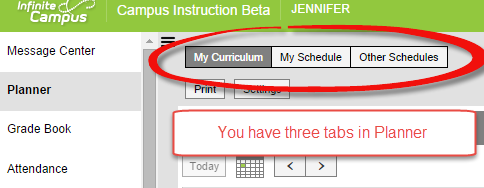 Infinite Campus
Campus Instruction Beta JENNIFER
Message Center
Planner
Grade Book
Attendance
My Curriculum My Schedule Other Schedules
Print Settings
You have three tabs in Planner
Today < >